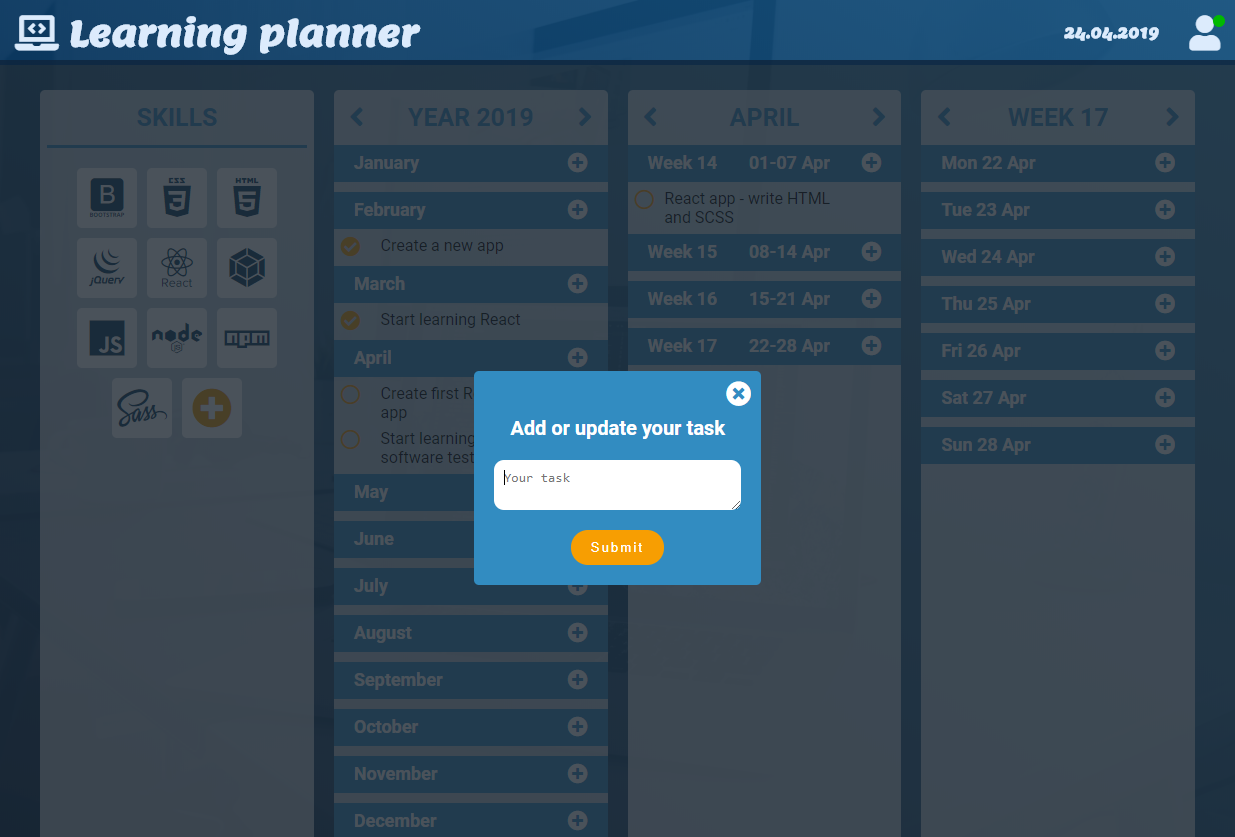 Learning planner
24.04.2019
SKILLS
B
BOOTSTRAP
CSS
3
HTML
5
jQuery
React
JS
node
JS
npm
Sass
YEAR 2019
January
February
Create a new app
March
Start learning React
April
Create first R
app
Start learning
software test
May
June
July
August
September
October
November
December
APRIL
Week 14 01-07 Apr
React app - write HTML
and SCSS
Week 15 08-14 Apr
Week 16 15-21 Apr
Week 17 22-28 Apr
WEEK 17
Mon 22 Apr
Tue 23 Apr
Wed 24 Apr
Thu 25 Apr
Fri 26 Apr
Sat 27 Apr
Sun 28 Apr
Add or update your task
Your task
Submit